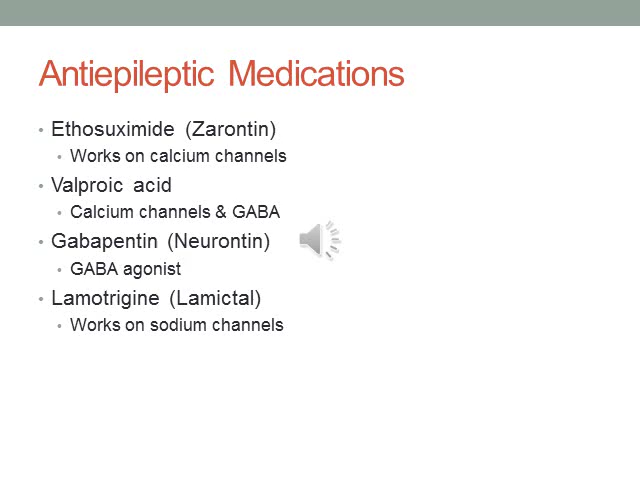 Antiepileptic Medications
• Ethosuximide (Zarontin)
• Works on calcium channels
• Valproic acid
• Calcium channels & GABA
• Gabapentin (Neurontin)
• GABA agonist
• Lamotrigine (Lamictal)
• Works on sodium channels